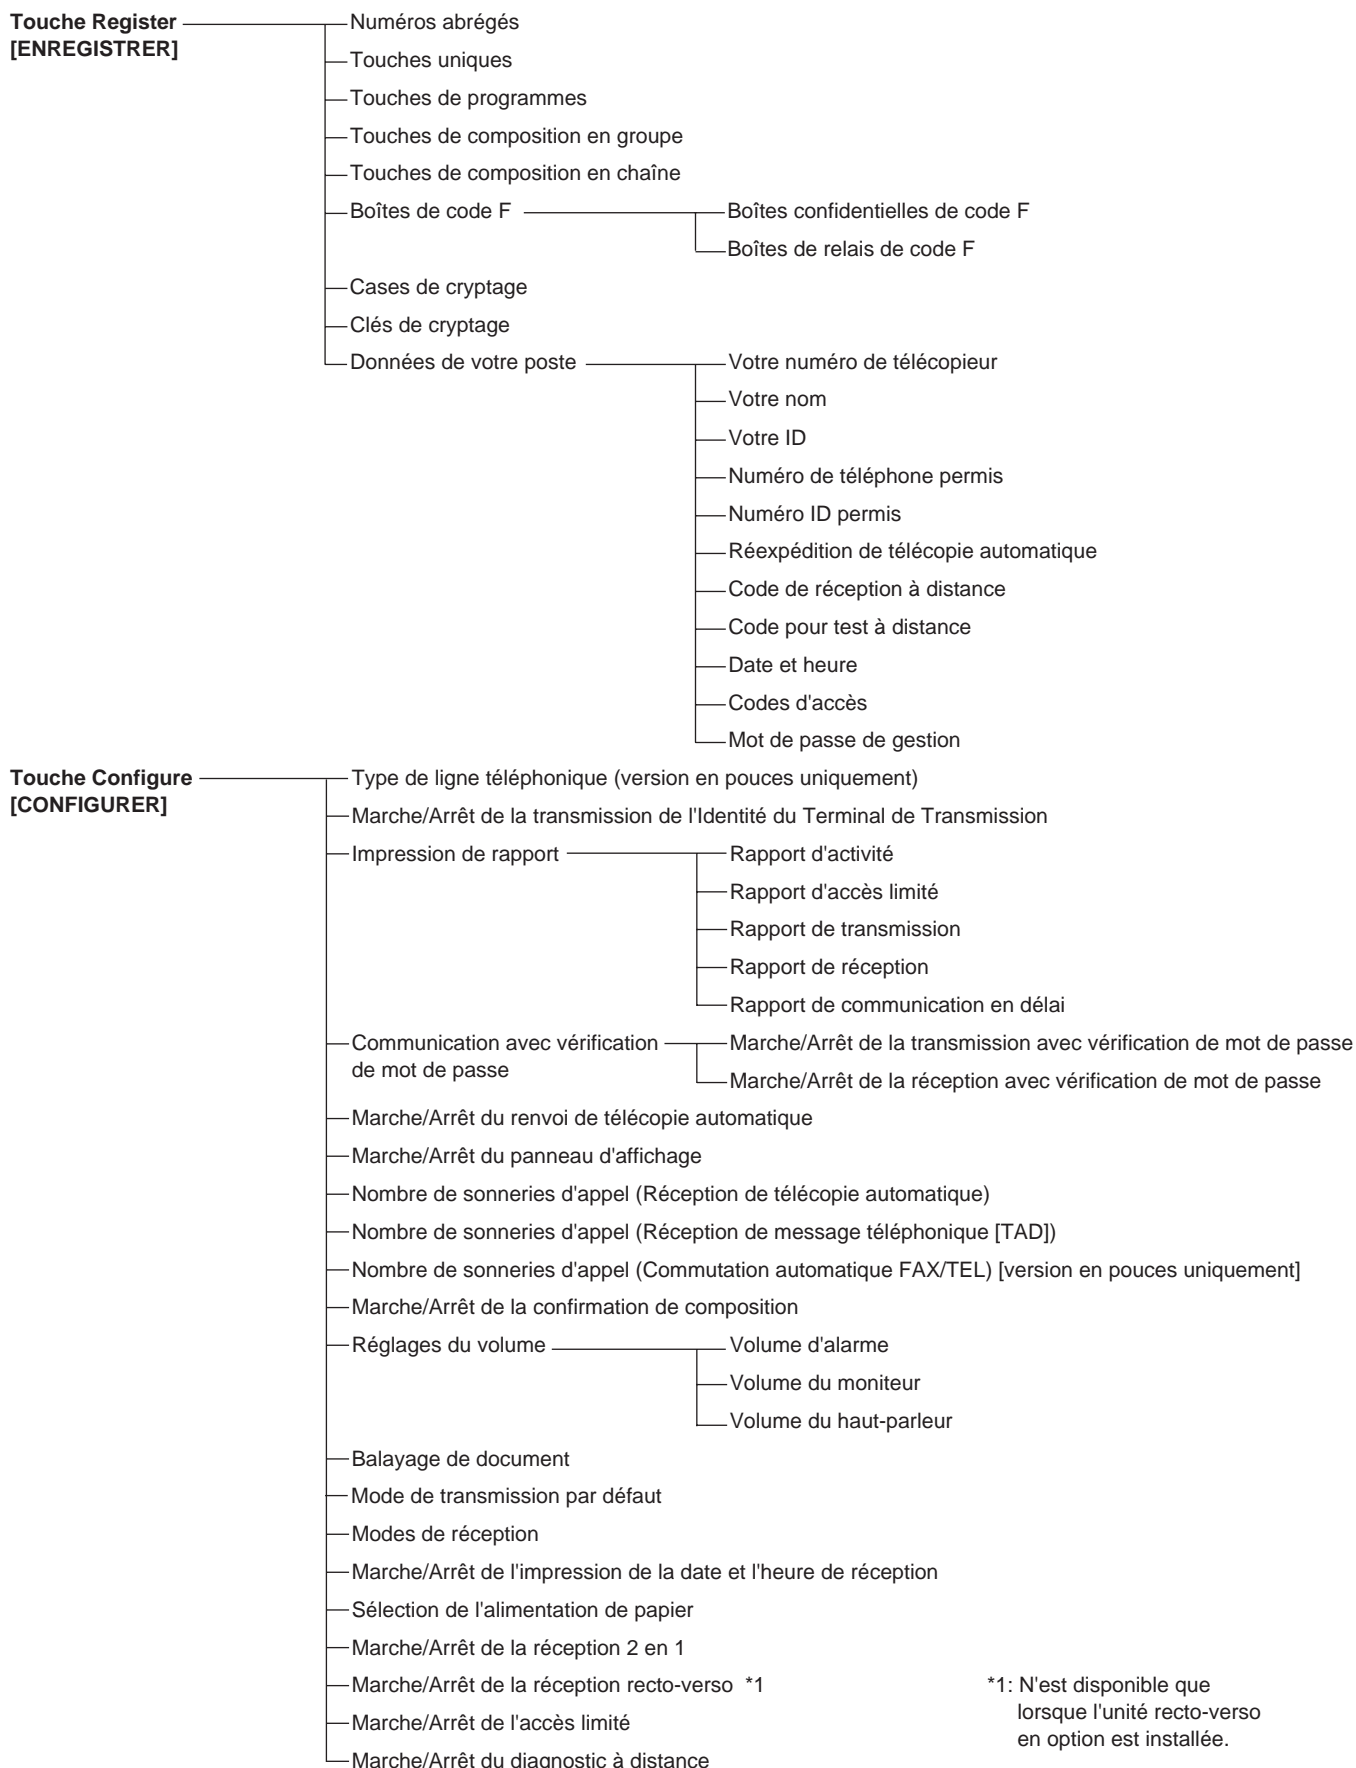 Touche Register
[ENREGISTRER]
Numéros abrégés
Touches uniques
Touches de programmes
Touches de composition en groupe
Touches de composition en chaîne
Boîtes de code F
Boîtes confidentielles de code F
Boîtes de relais de code F
Cases de cryptage
Clés de cryptage
Données de votre poste
Votre numéro de télécopieur
Votre nom
Votre ID
Numéro de téléphone permis
Numéro ID permis
Réexpédition de télécopie automatique
Code de réception à distance
Code pour test à distance
Date et heure
Codes d'accès
Mot de passe de gestion
Touche Configure
[CONFIGURER]
Type de ligne téléphonique (version en pouces uniquement)
Marche/Arrêt de la transmission de l'Identité du Terminal de Transmission
Impression de rapport
Rapport d'activité
Rapport d'accès limité
Rapport de transmission
Rapport de réception
Rapport de communication en délai
Communication avec vérification
de mot de passe
Marche/Arrêt de la transmission avec vérification de mot de passe
Marche/Arrêt de la réception avec vérification de mot de passe
Marche/Arrêt du renvoi de télécopie automatique
Marche/Arrêt du panneau d'affichage
Nombre de sonneries d'appel (Réception de télécopie automatique)
Nombre de sonneries d'appel (Réception de message téléphonique [TAD])
Nombre de sonneries d'appel (Commutation automatique FAX/TEL) [version en pouces uniquement]
Marche/Arrêt de la confirmation de composition
Réglages du volume
Volume d'alarme
Volume du moniteur
Volume du haut-parleur
Balayage de document
Mode de transmission par défaut
Modes de réception
Marche/Arrêt de l'impression de la date et l'heure de réception
Sélection de l'alimentation de papier
Marche/Arrêt de la réception 2 en 1
Marche/Arrêt de la réception recto-verso *1
Marche/Arrêt de l'accès limité
Marche/Arrêt du diagnostic à distance
*1: N'est disponible que
lorsque l'unité recto-verso
en option est installée.